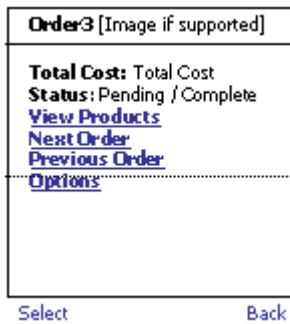 Order3 [Image if supported]
Total Cost: Total Cost
Status: Pending / Complete
View Products
Next Order
Previous Order
Options
Select Back